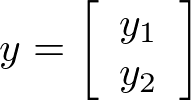 y = [ y₁
y₂ ]